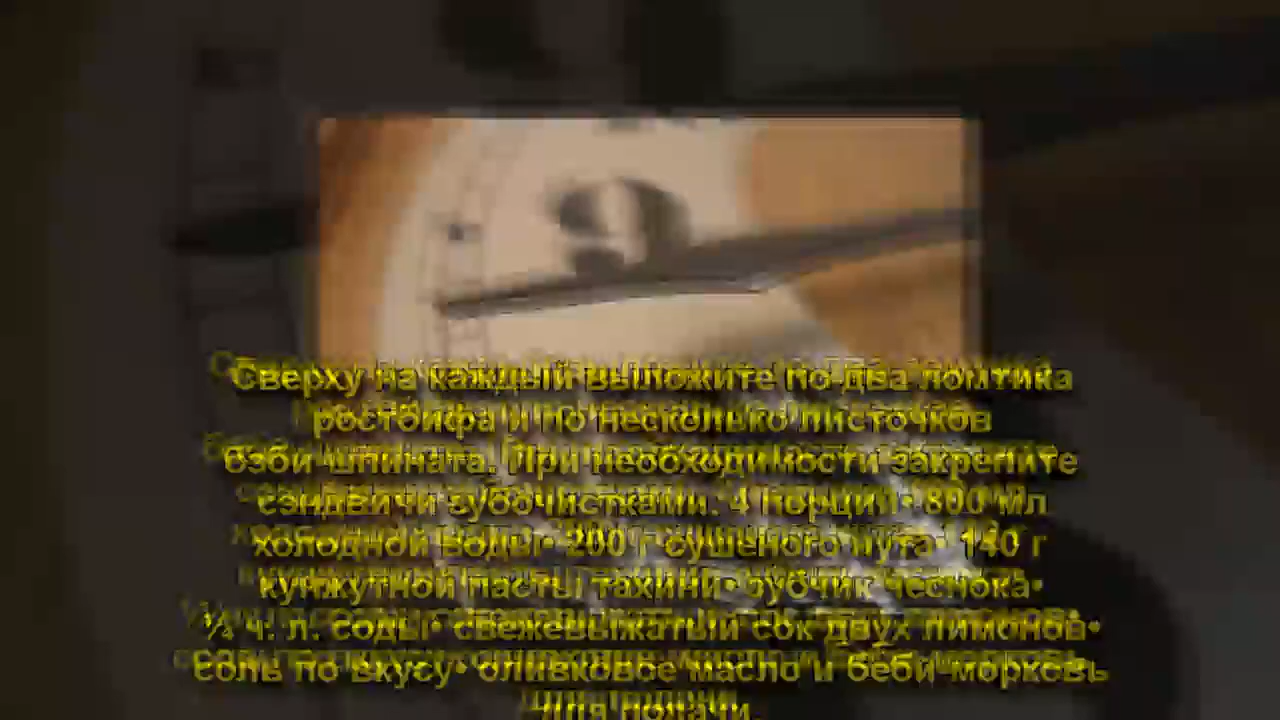 Сверху на каждый выложите по два ломтика
ростбифа и по несколько листочков
бэби-шпината. При необходимости закрепите
сэндвичи зубочистками. 4 порции• 800 мл
холодной воды• 200 г сушеного нута• 140 г
кунжутной пасты тахини• зубчик чеснока•
¼ ч. л. соды• свежевыжатый сок двух лимонов•
соль по вкусу• оливковое масло и беби-морковь
для подачи.